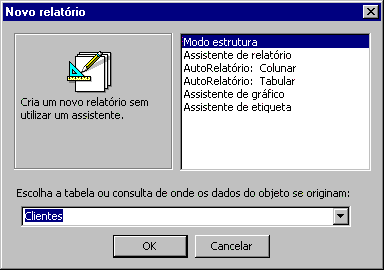 Novo relatório
Modo estrutura
Assistente de relatório
AutoRelatório: Colunar
AutoRelatório: Tabular
Assistente de gráfico
Assistente de etiqueta
Cria um novo relatório sem
utilizar um assistente.
Escolha a tabela ou consulta de onde os dados do objeto se originam:
Clientes
OK
Cancelar